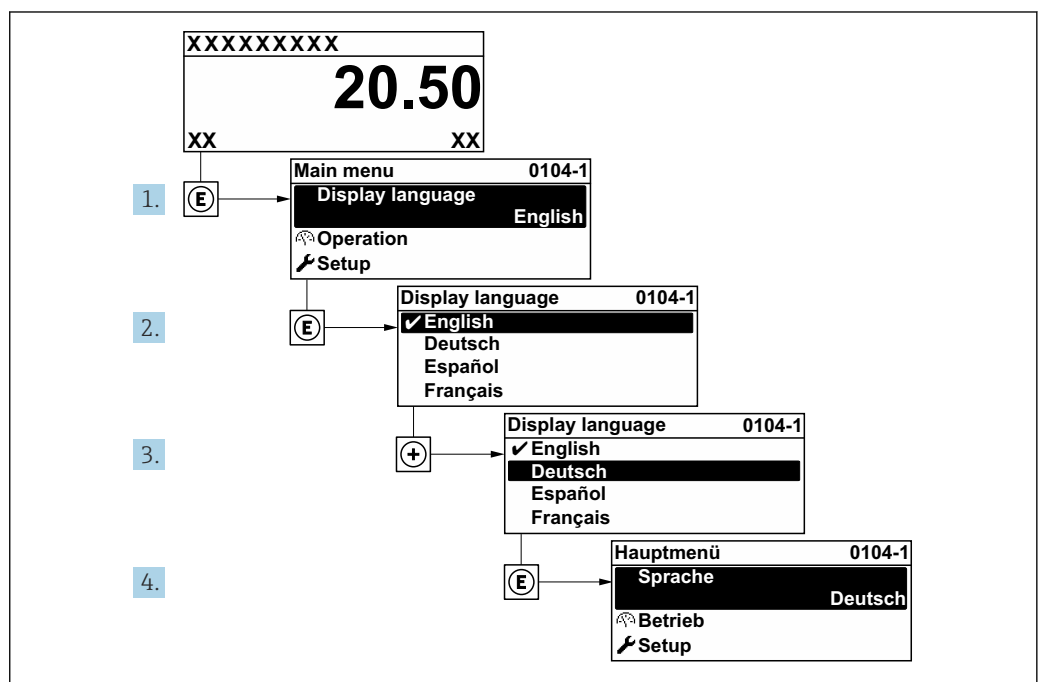 XXXXXXXXX
20.50
XX XX
1. E
Main menu 0104-1
Display language
English
Operation
Setup
2. E
Display language 0104-1
✔English
Deutsch
Español
Français
3. +
Display language 0104-1
✔English
Deutsch
Español
Français
4. E
Hauptmenü 0104-1
Sprache
Deutsch
Betrieb
Setup